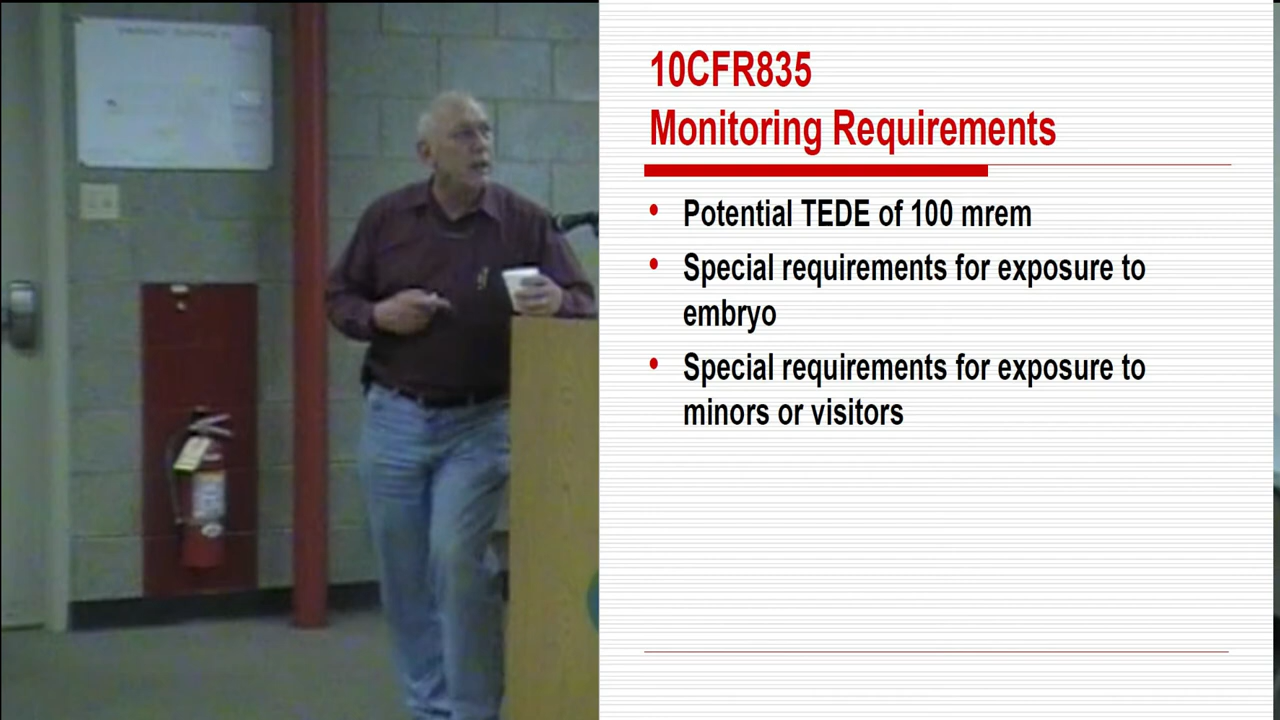 10CFR835
Monitoring Requirements
Potential TEDE of 100 mrem
Special requirements for exposure to
embryo
Special requirements for exposure to
minors or visitors